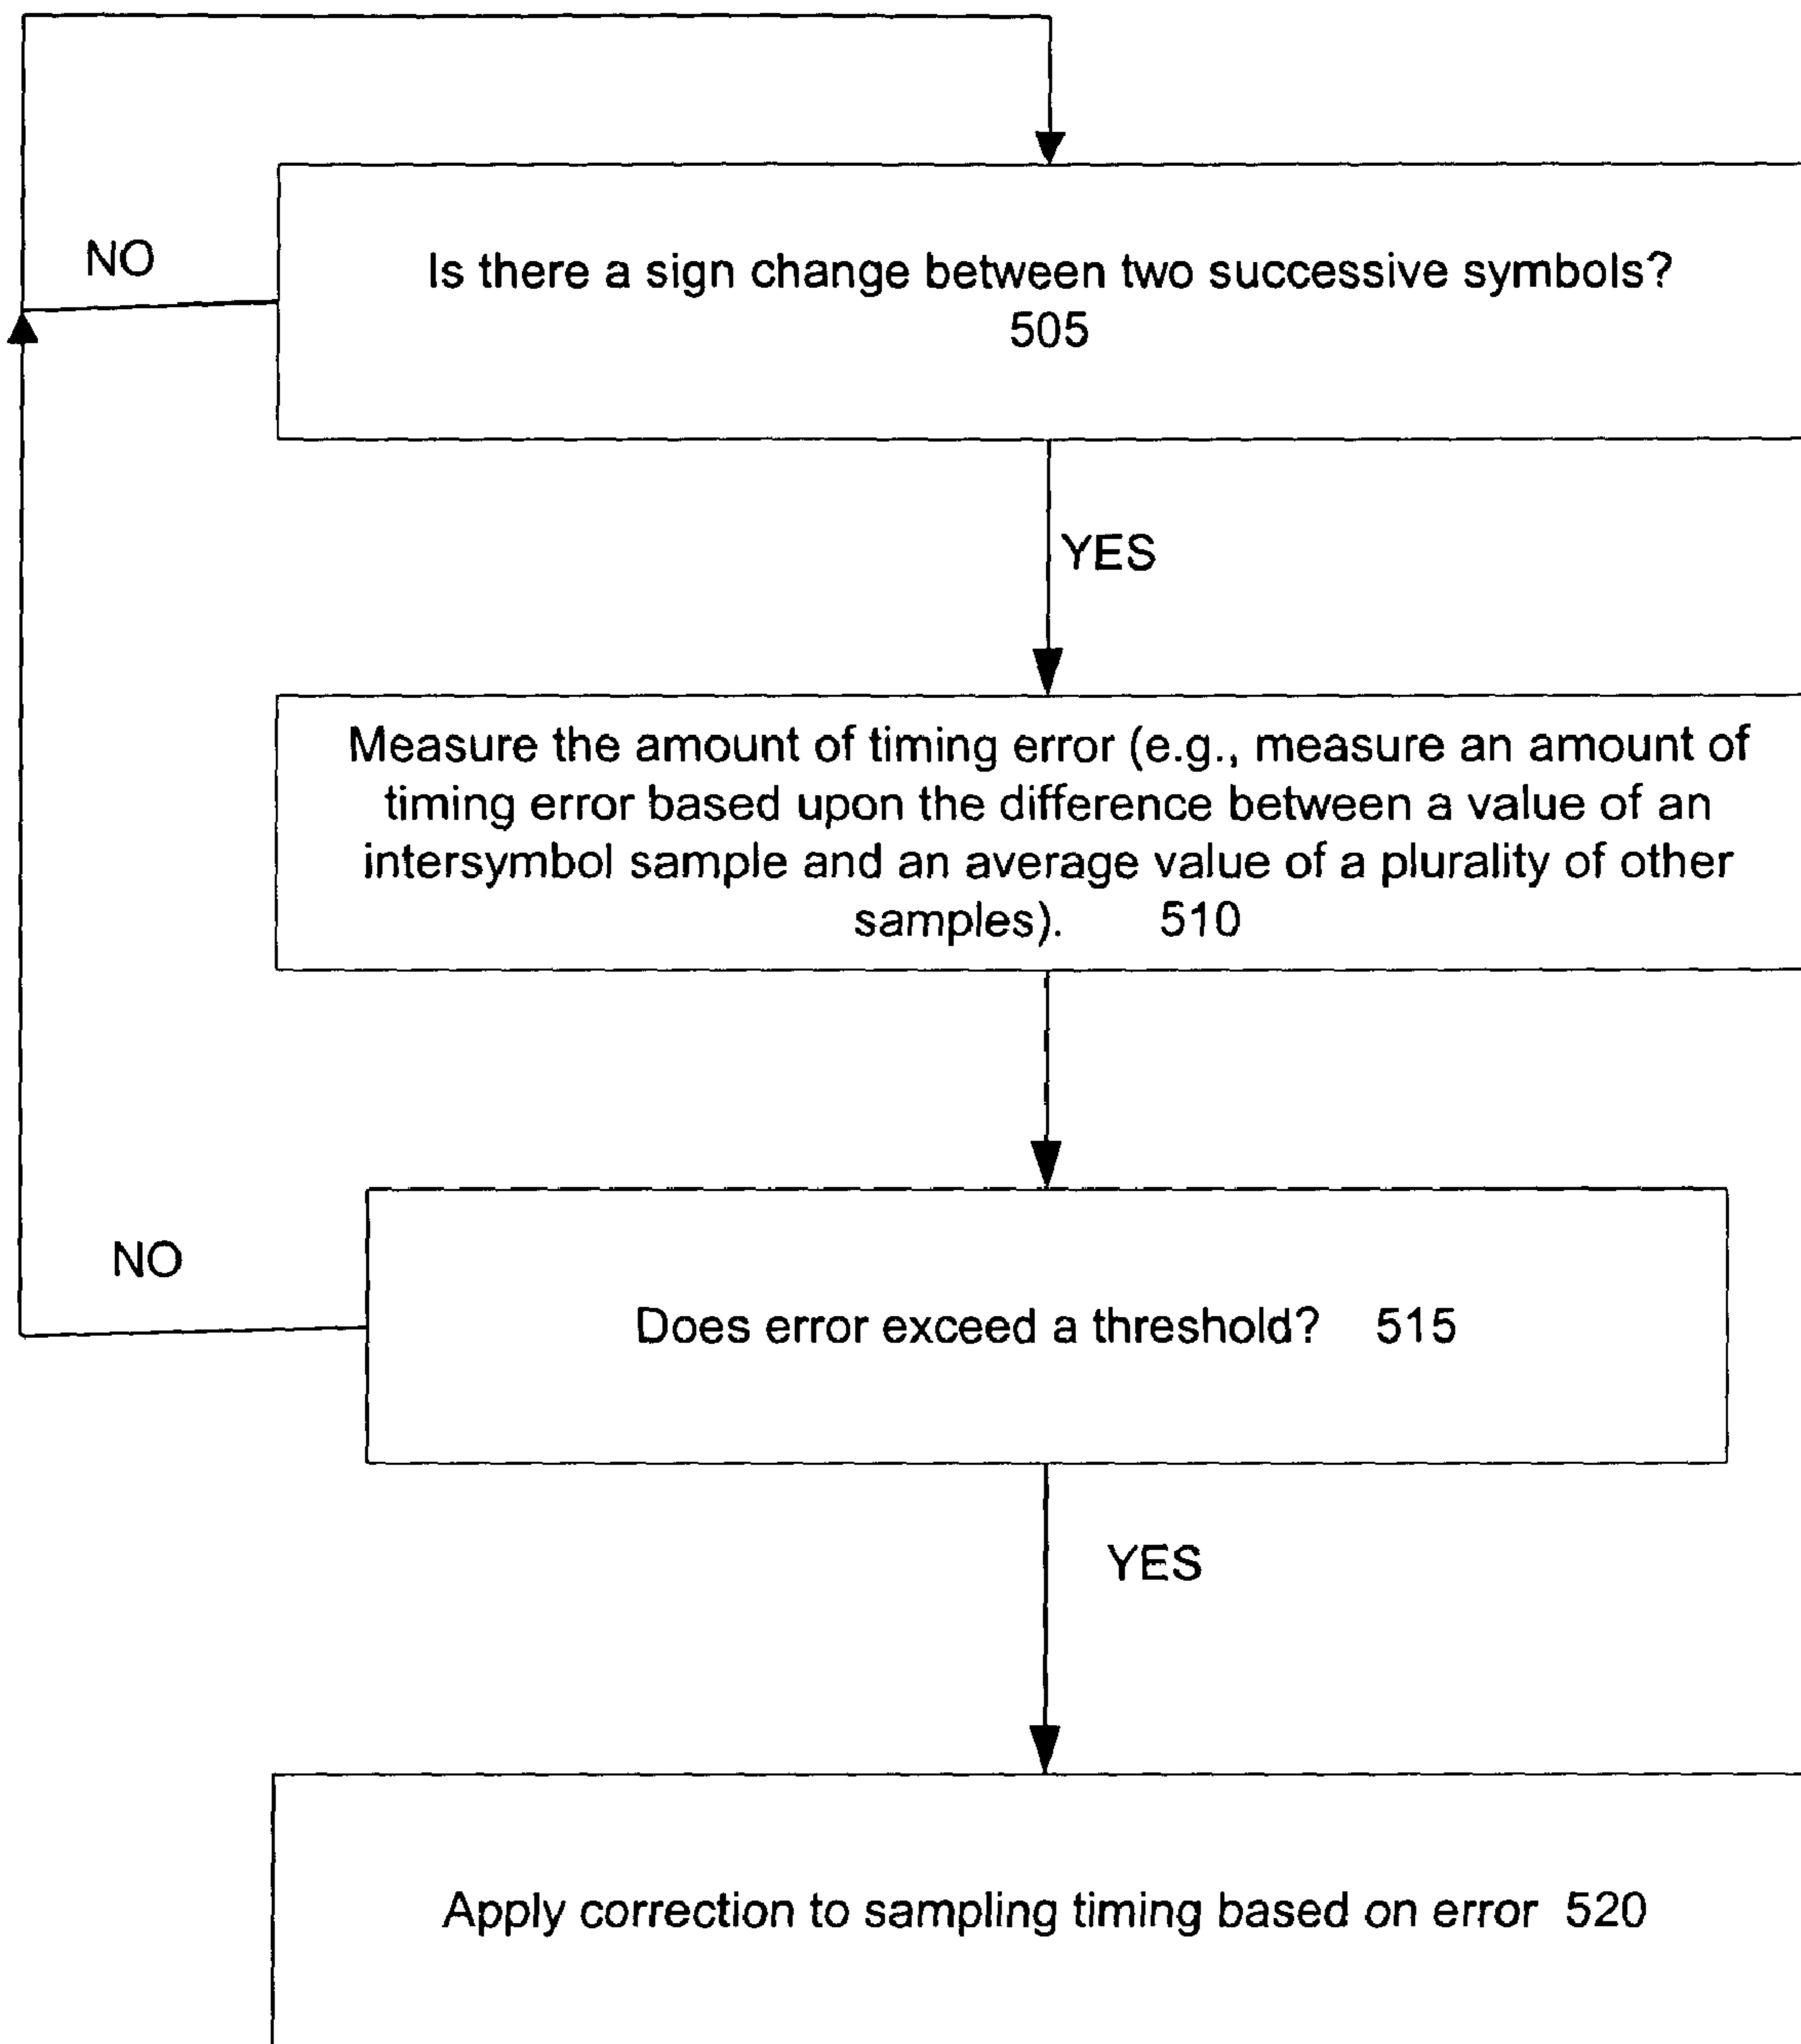 NO
Is there a sign change between two successive symbols?
505
YES
Measure the amount of timing error (e.g., measure an amount of
timing error based upon the difference between a value of an
intersymbol sample and an average value of a plurality of other
samples). 510
NO
Does error exceed a threshold? 515
YES
Apply correction to sampling timing based on error 520